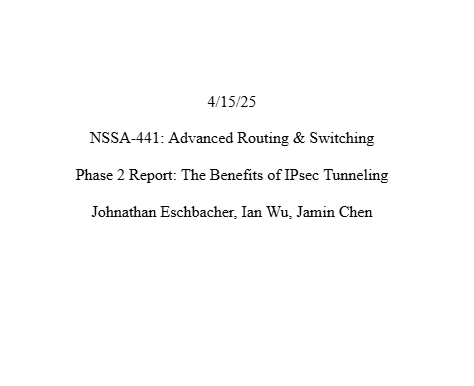 4/15/25
NSSA-441: Advanced Routing & Switching
Phase 2 Report: The Benefits of IPsec Tunneling
Johnathan Eschbacher, Ian Wu, Jamin Chen